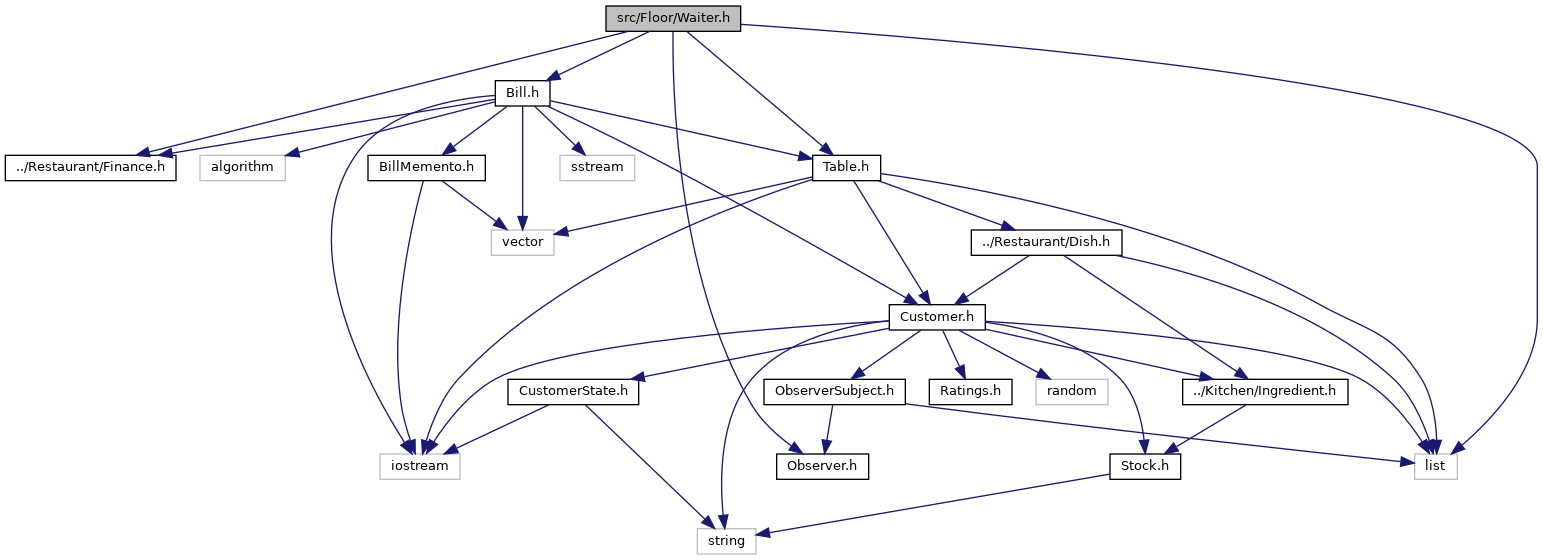 src/Floor/Waiter.h
Bill.h
../Restaurant/Finance.h
algorithm
BillMemento.h
sstream
Table.h
vector
../Restaurant/Dish.h
Customer.h
CustomerState.h
ObserverSubject.h
Ratings.h
random
../Kitchen/Ingredient.h
iostream
Observer.h
Stock.h
list
string